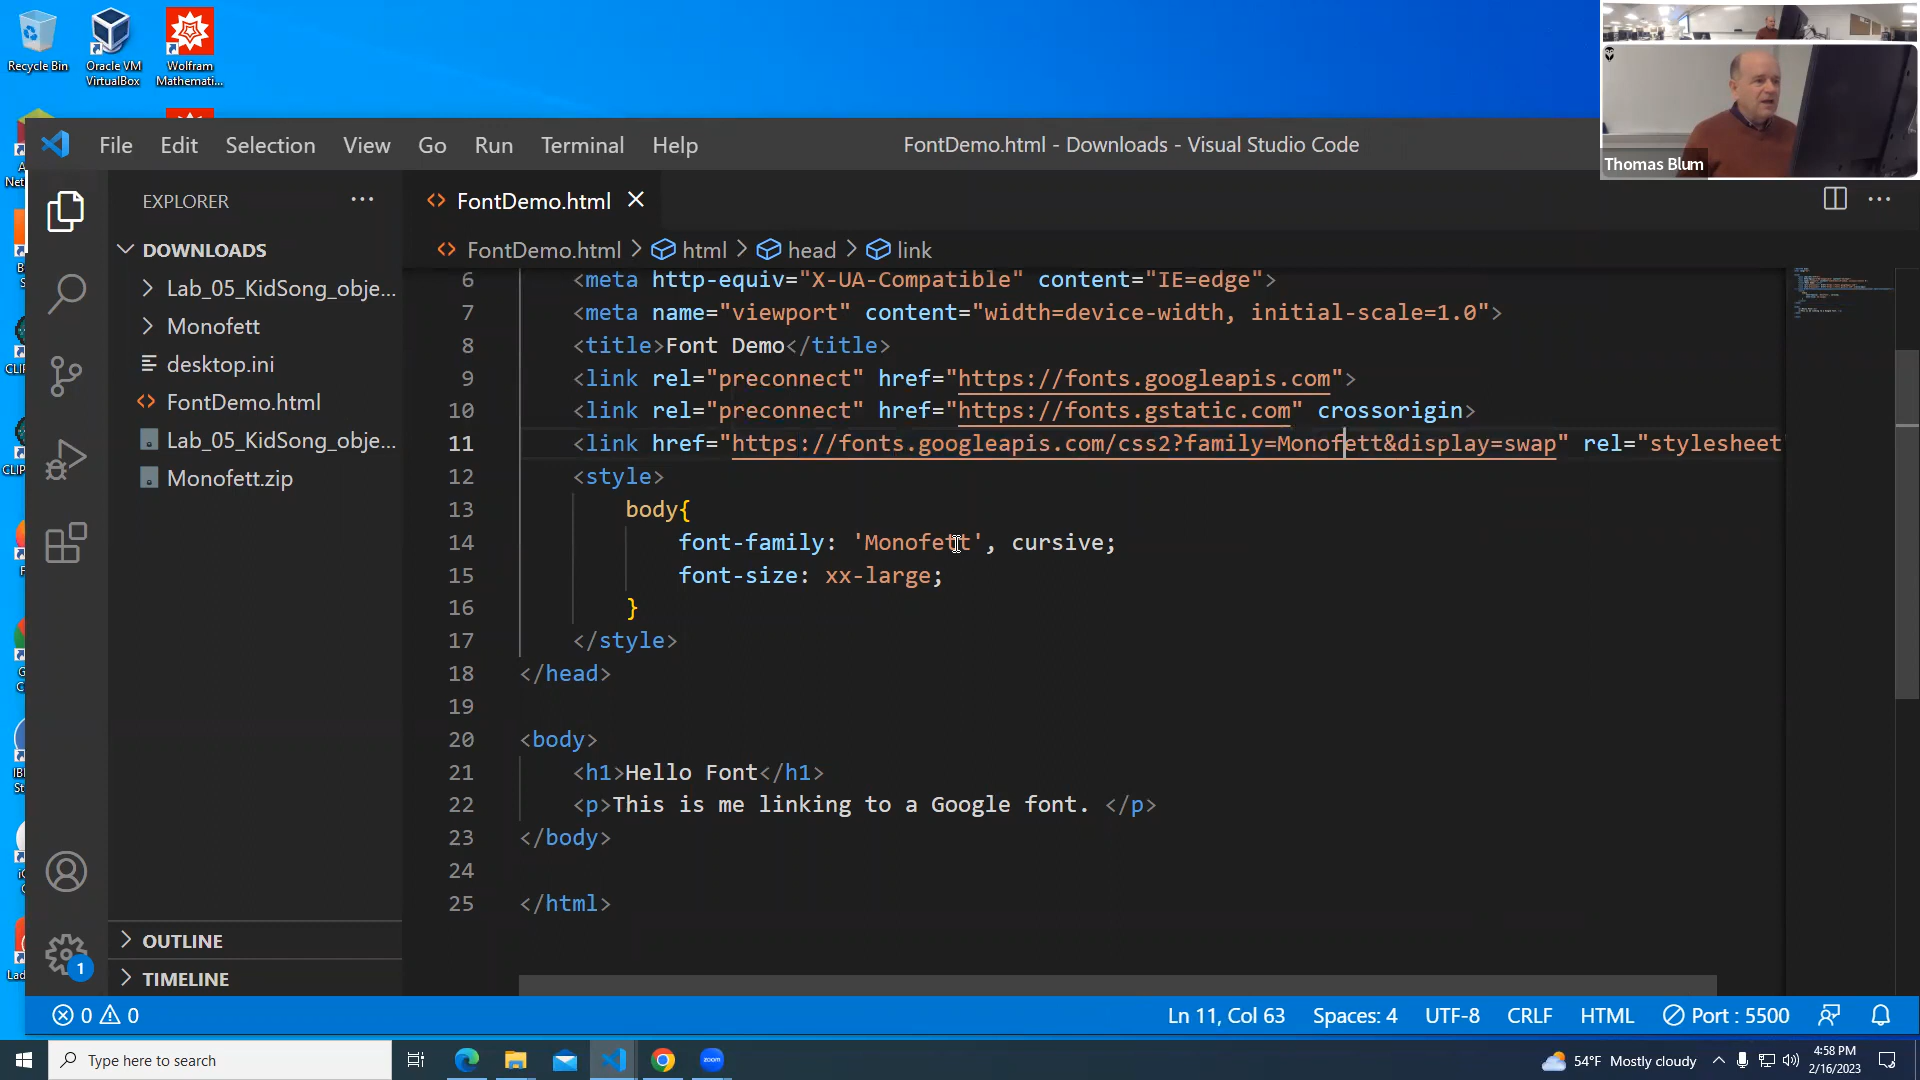 Recycle Bin
Oracle VM
VirtualBox
Wolfram
Mathemati...
Thomas Blum
File Edit Selection View Go Run Terminal Help
FontDemo.html - Downloads - Visual Studio Code
EXPLORER
DOWNLOADS
Lab_05_KidSong_obje...
Monofett
desktop.ini
FontDemo.html
Lab_05_KidSong_obje...
Monofett.zip
OUTLINE
TIMELINE
FontDemo.html
FontDemo.html > html > head > link
6 <meta http-equiv="X-UA-Compatible" content="IE=edge">
7 <meta name="viewport" content="width=device-width, initial-scale=1.0">
8 <title>Font Demo</title>
9 <link rel="preconnect" href="https://fonts.googleapis.com">
10 <link rel="preconnect" href="https://fonts.gstatic.com" crossorigin>
11 <link href="https://fonts.googleapis.com/css2?family=Monofett&display=swap" rel="stylesheet"
12 <style>
13 body{
14 font-family: 'Monofett', cursive;
15 font-size: xx-large;
16 }
17 </style>
18 </head>
19
20 <body>
21 <h1>Hello Font</h1>
22 <p>This is me linking to a Google font. </p>
23 </body>
24
25 </html>
1
0 0
Ln 11, Col 63 Spaces: 4 UTF-8 CRLF HTML Port : 5500
Type here to search
zoom
54°F Mostly cloudy
4:58 PM
2/16/2023